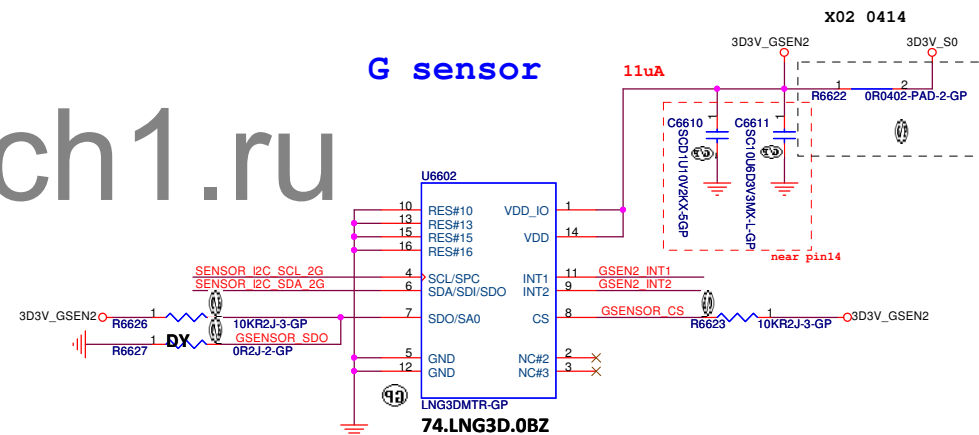 X02 0414
3D3V_GSEN2
3D3V_S0
G sensor
11uA
1
2
R6622
0R0402-PAD-2-GP
C6610
1
SCD1U10V2KX-5GP
C6611
1
SC10U6D3V3MX-L-GP
near pin14
ch1.ru
U6602
10 RES#10 VDD_IO 1
13 RES#13
15 RES#15 VDD 14
16 RES#16
SENSOR_I2C_SCL_2G 4 SCL/SPC INT1 11 GSEN2_INT1
SENSOR_I2C_SDA_2G 6 SDA/SDI/SDO INT2 9 GSEN2_INT2
3D3V_GSEN2 1 7 SDO/SA0 CS 8 GSENSOR_CS 1 3D3V_GSEN2
R6626 10KR2J-3-GP R6623 10KR2J-3-GP
1 DY GSENSOR_SDO
R6627 0R2J-2-GP
5 GND NC#2 2
12 GND NC#3 3
GP
LNG3DMTR-GP
74.LNG3D.0BZ